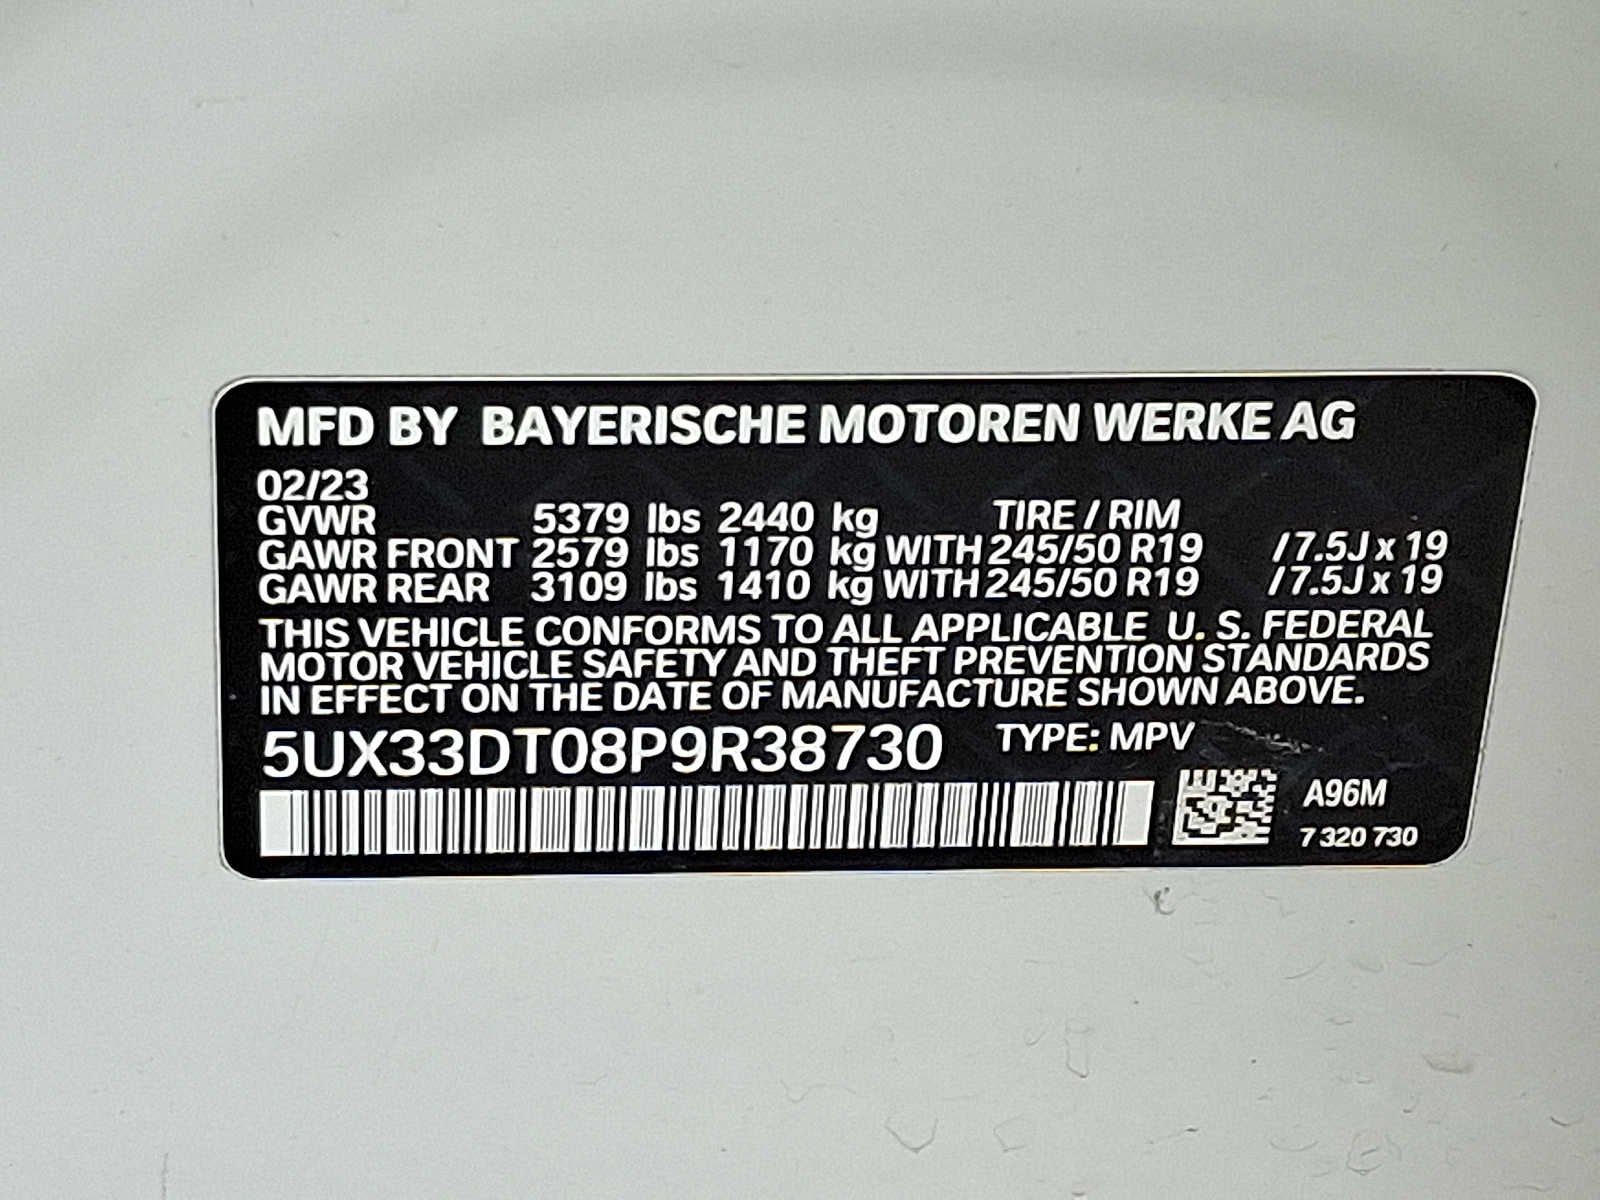 MFD BY BAYERISCHE MOTOREN WERKE AG
02/23
GVWR 5379 lbs 2440 kg TIRE / RIM
GAWR FRONT 2579 lbs 1170 kg WITH 245/50 R19 / 7.5J x 19
GAWR REAR 3109 lbs 1410 kg WITH 245/50 R19 / 7.5J x 19
THIS VEHICLE CONFORMS TO ALL APPLICABLE U. S. FEDERAL
MOTOR VEHICLE SAFETY AND THEFT PREVENTION STANDARDS
IN EFFECT ON THE DATE OF MANUFACTURE SHOWN ABOVE.
5UX33DT08P9R38730 TYPE: MPV
A96M
7 320 730